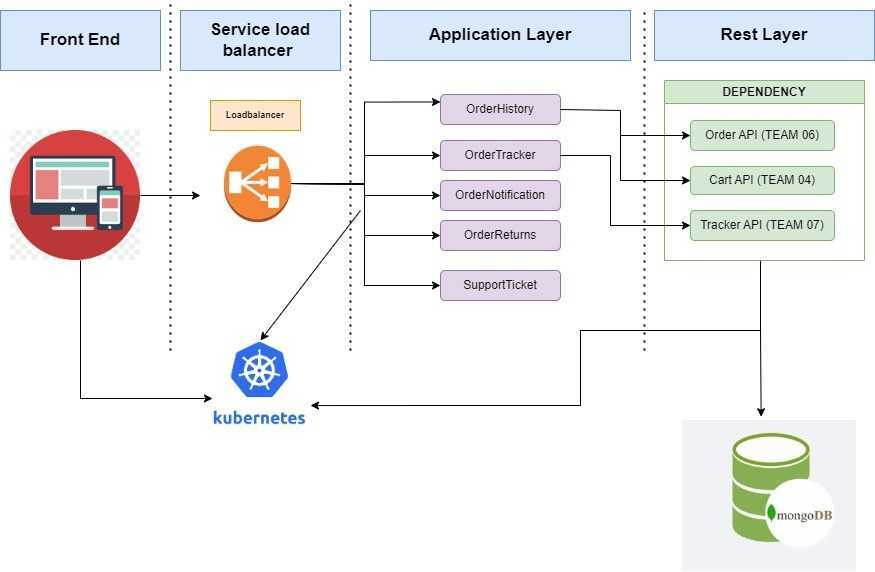 Front End
Service load
balancer
Application Layer
Rest Layer
Loadbalancer
OrderHistory
OrderTracker
OrderNotification
OrderReturns
SupportTicket
DEPENDENCY
Order API (TEAM 06)
Cart API (TEAM 04)
Tracker API (TEAM 07)
kubernetes
mongoDB